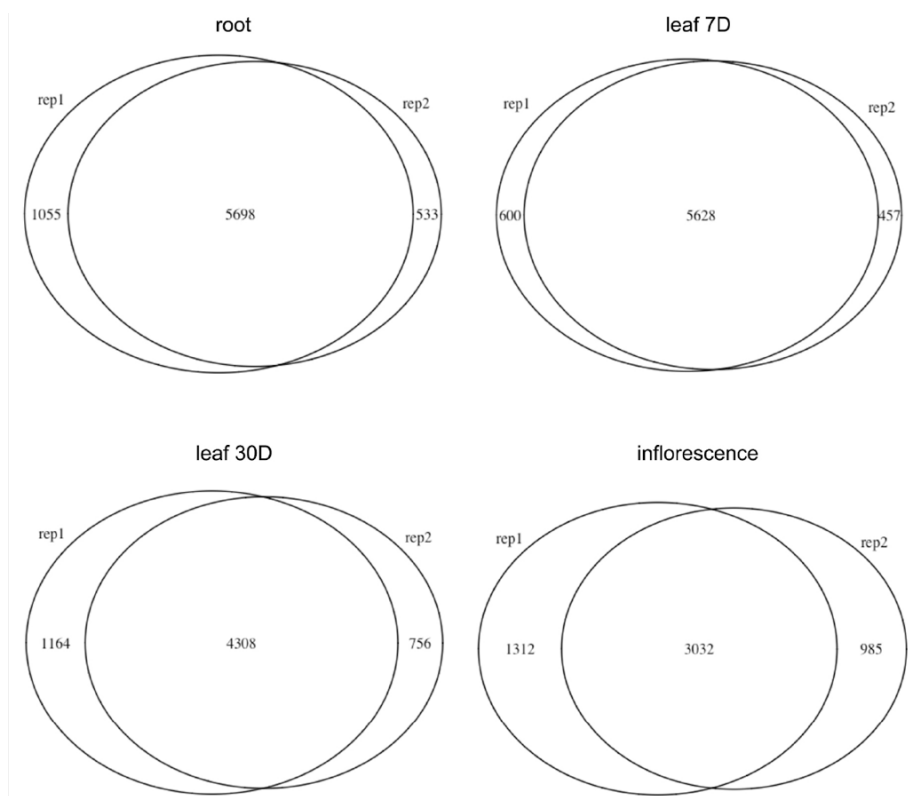 root
rep1
rep2
1055
5698
533
leaf 7D
rep1
rep2
600
5628
457
leaf 30D
rep1
rep2
1164
4308
756
inflorescence
rep1
rep2
1312
3032
985